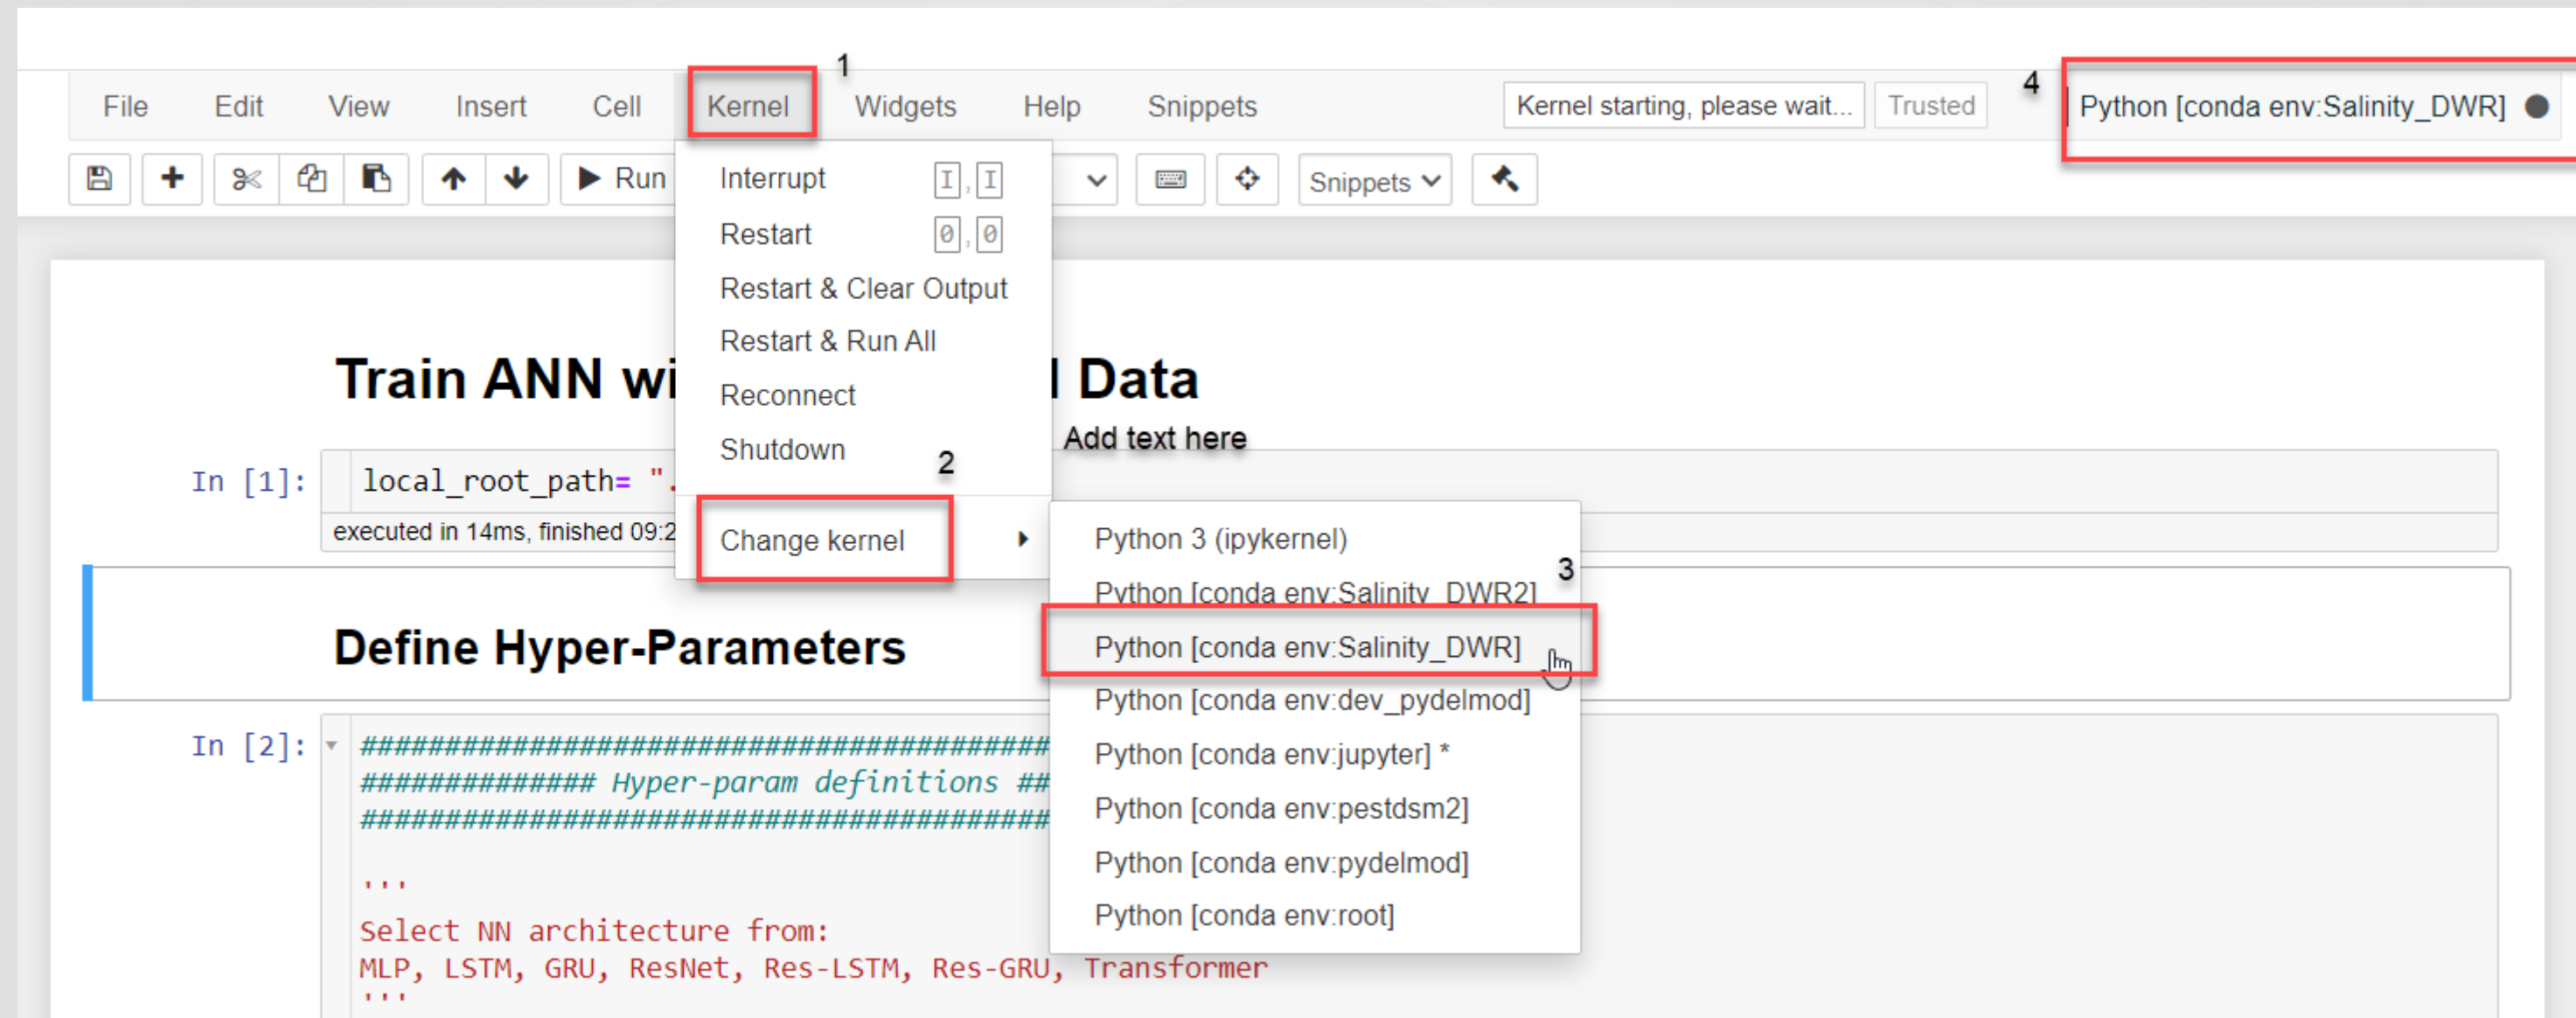 1
File Edit View Insert Cell Kernel Widgets Help Snippets Kernel starting, please wait... Trusted 4 Python [conda env:Salinity_DWR]
Run Snippets
Interrupt I,I
Restart 0,0
Restart & Clear Output
Restart & Run All
Reconnect
Shutdown
2
Change kernel
Python 3 (ipykernel)
3
Python [conda env:Salinity_DWR2]
Python [conda env:Salinity_DWR]
Python [conda env:dev_pydelmod]
Python [conda env:jupyter] *
Python [conda env:pestdsm2]
Python [conda env:pydelmod]
Python [conda env:root]
Train ANN Data
Add text here
In [1]: local_root_path= ".
executed in 14ms, finished 09:2
Define Hyper-Parameters
In [2]: #########################################
############## Hyper-param definitions ##
#########################################
'''
Select NN architecture from:
MLP, LSTM, GRU, ResNet, Res-LSTM, Res-GRU, Transformer
'''